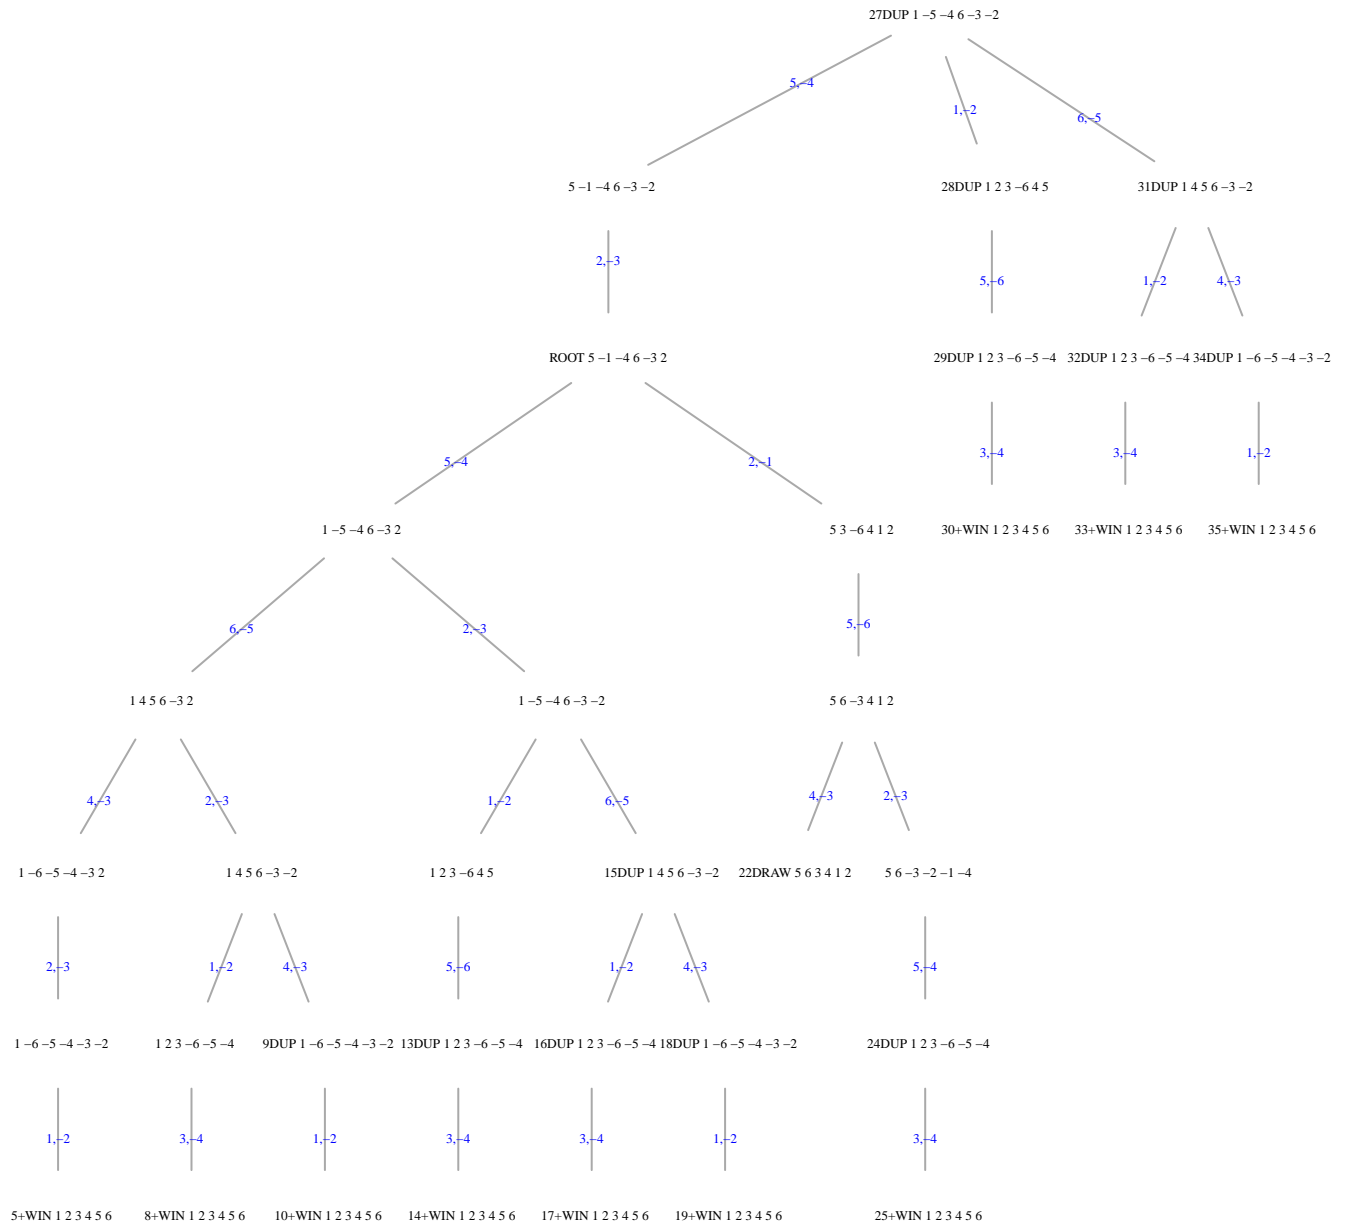 27DUP 1 −5 −4 6 −3 −2
5,−4
1,−2
6,−5
5 −1 −4 6 −3 −2
28DUP 1 2 3 −6 4 5
31DUP 1 4 5 6 −3 −2
2,−3
5,−6
1,−2
4,−3
ROOT 5 −1 −4 6 −3 2
29DUP 1 2 3 −6 −5 −4
32DUP 1 2 3 −6 −5 −4
34DUP 1 −6 −5 −4 −3 −2
5,−4
2,−1
3,−4
3,−4
1,−2
1 −5 −4 6 −3 2
5 3 −6 4 1 2
30+WIN 1 2 3 4 5 6
33+WIN 1 2 3 4 5 6
35+WIN 1 2 3 4 5 6
6,−5
2,−3
5,−6
1 4 5 6 −3 2
1 −5 −4 6 −3 −2
5 6 −3 4 1 2
4,−3
2,−3
1,−2
6,−5
4,−3
2,−3
1 −6 −5 −4 −3 2
1 4 5 6 −3 −2
1 2 3 −6 4 5
15DUP 1 4 5 6 −3 −2
22DRAW 5 6 3 4 1 2
5 6 −3 −2 −1 −4
2,−3
1,−2
4,−3
5,−6
1,−2
4,−3
5,−4
1 −6 −5 −4 −3 −2
1 2 3 −6 −5 −4
9DUP 1 −6 −5 −4 −3 −2
13DUP 1 2 3 −6 −5 −4
16DUP 1 2 3 −6 −5 −4
18DUP 1 −6 −5 −4 −3 −2
24DUP 1 2 3 −6 −5 −4
1,−2
3,−4
1,−2
3,−4
3,−4
1,−2
3,−4
5+WIN 1 2 3 4 5 6
8+WIN 1 2 3 4 5 6
10+WIN 1 2 3 4 5 6
14+WIN 1 2 3 4 5 6
17+WIN 1 2 3 4 5 6
19+WIN 1 2 3 4 5 6
25+WIN 1 2 3 4 5 6